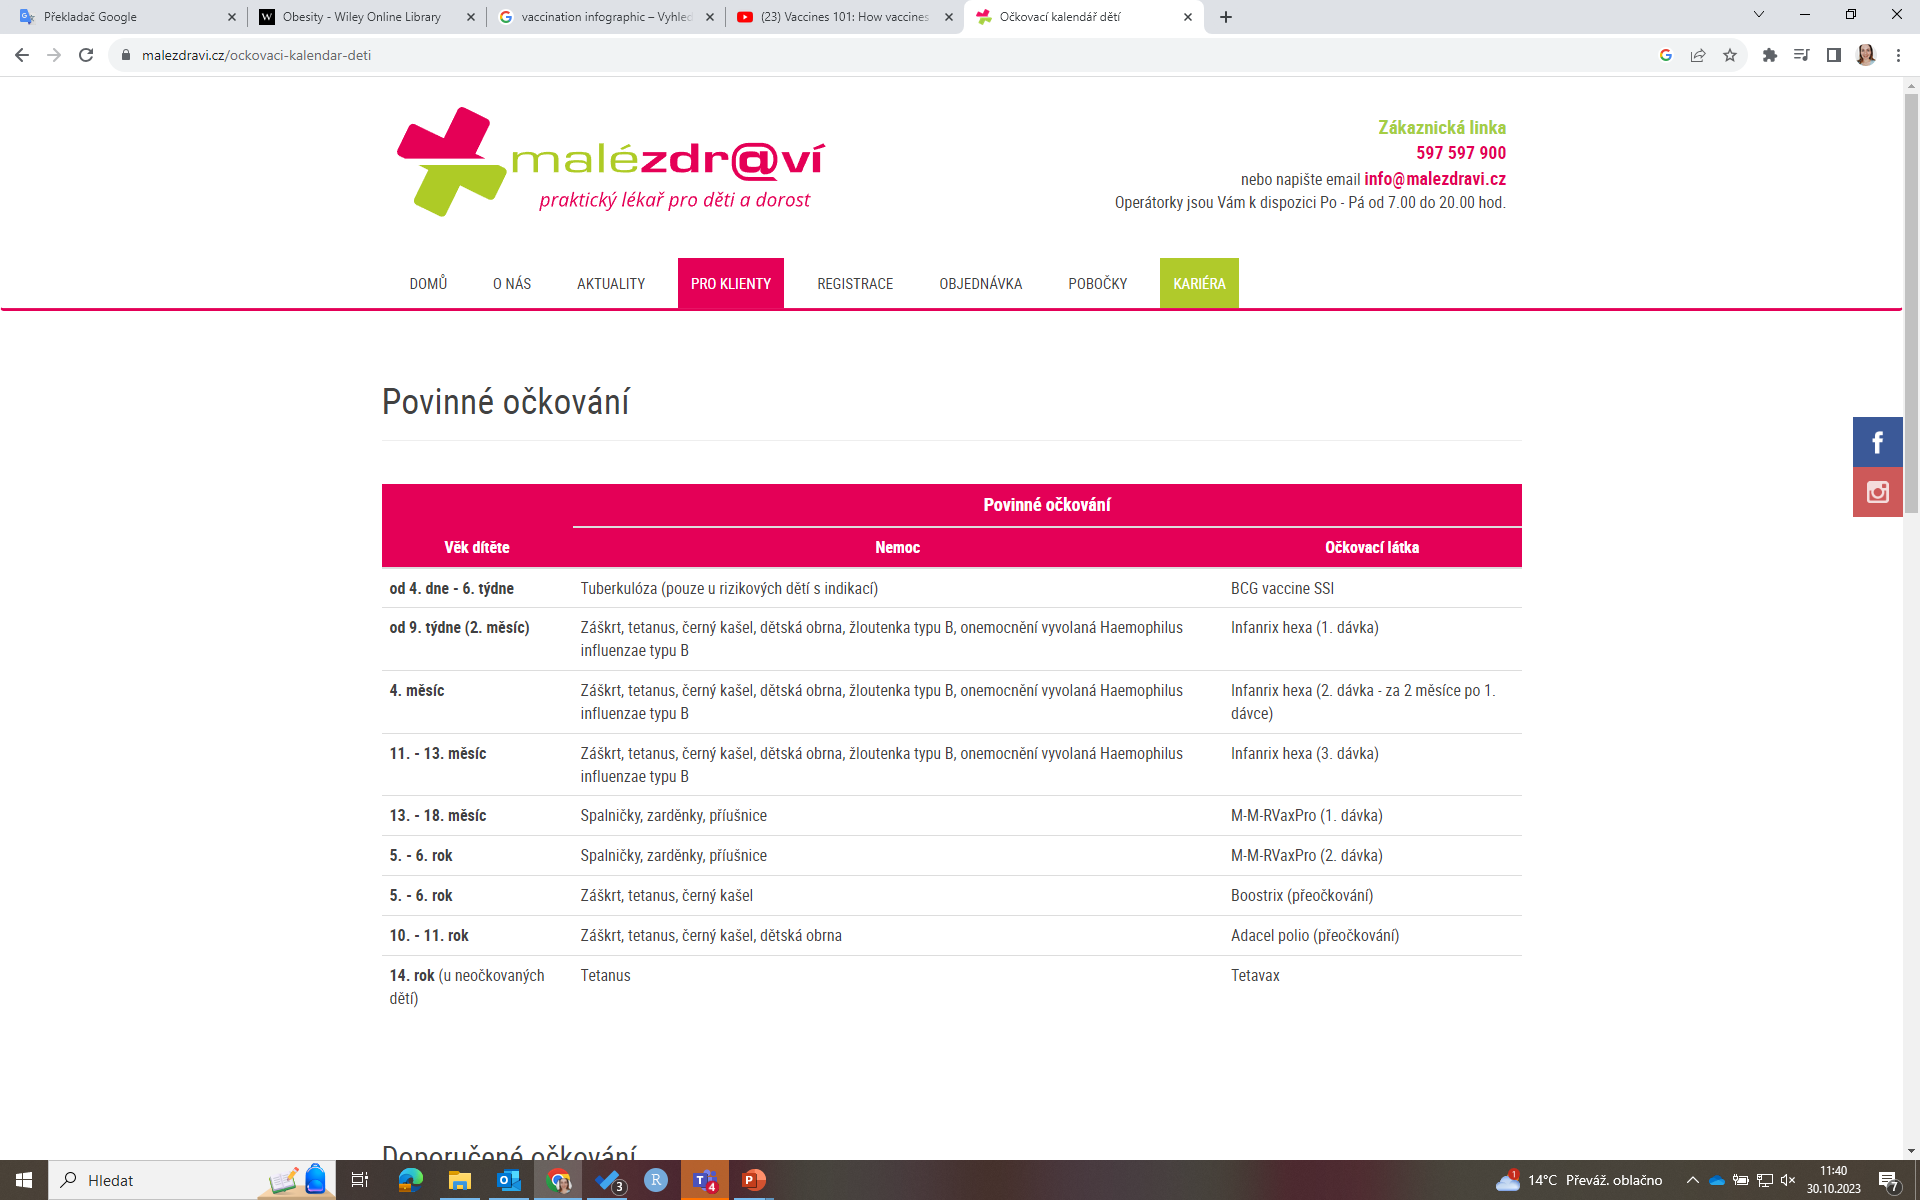 Překladač Google
Obesity - Wiley Online Library
vaccination infographic – Vyhled
(23) Vaccines 101: How vaccines
Očkovací kalendář dětí
malezdravi.cz/ockovaci-kalendar-deti
malézdr@ví
praktický lékař pro děti a dorost
Zákaznická linka
597 597 900
nebo napište email info@malezdravi.cz
Operátorky jsou Vám k dispozici Po - Pá od 7.00 do 20.00 hod.
DOMŮ O NÁS AKTUALITY PRO KLIENTY REGISTRACE OBJEDNÁVKA POBOČKY KARIÉRA
Povinné očkování
Povinné očkování
Věk dítěte Nemoc Očkovací látka
od 4. dne - 6. týdne Tuberkulóza (pouze u rizikových dětí s indikací) BCG vaccine SSI
od 9. týdne (2. měsíc) Záškrt, tetanus, černý kašel, dětská obrna, žloutenka typu B, onemocnění vyvolaná Haemophilus Infanrix hexa (1. dávka)
influenzae typu B
4. měsíc Záškrt, tetanus, černý kašel, dětská obrna, žloutenka typu B, onemocnění vyvolaná Haemophilus Infanrix hexa (2. dávka - za 2 měsíce po 1.
influenzae typu B dávce)
11. - 13. měsíc Záškrt, tetanus, černý kašel, dětská obrna, žloutenka typu B, onemocnění vyvolaná Haemophilus Infanrix hexa (3. dávka)
influenzae typu B
13. - 18. měsíc Spalničky, zarděnky, příušnice M-M-RVaxPro (1. dávka)
5. - 6. rok Spalničky, zarděnky, příušnice M-M-RVaxPro (2. dávka)
5. - 6. rok Záškrt, tetanus, černý kašel Boostrix (přeočkování)
10. - 11. rok Záškrt, tetanus, černý kašel, dětská obrna Adacel polio (přeočkování)
14. rok (u neočkovaných Tetanus Tetavax
dětí)
Doporučené očkování
Hledat
3
R
4
1
14°C Převáž. oblačno
11:40
30.10.2023
7